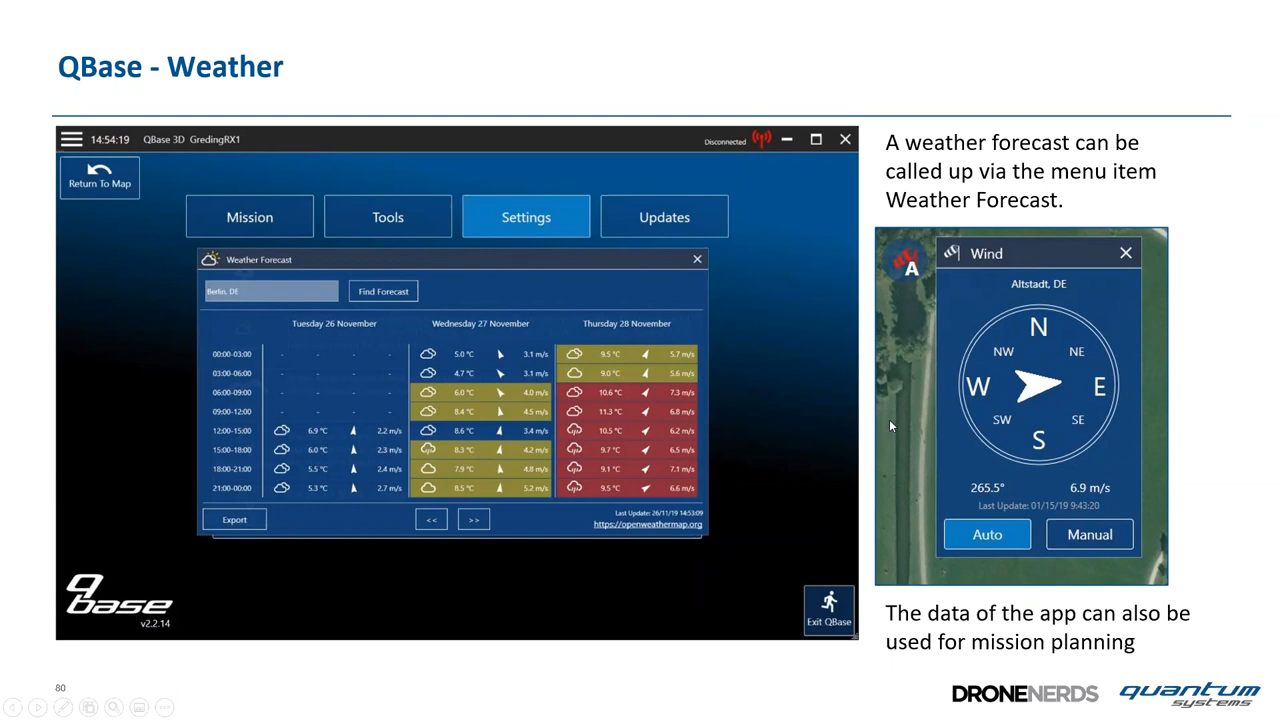 QBase - Weather
14:54:19 QBase 3D GredingRX1 Disconnected
Return To Map
Mission Tools Settings Updates
Weather Forecast
Berlin, DE Find Forecast
Tuesday 26 November Wednesday 27 November Thursday 28 November
00:00-03:00 - - - - 5.0 °C 3.1 m/s 9.5 °C 5.7 m/s
03:00-06:00 - - - - 4.7 °C 3.1 m/s 9.0 °C 5.6 m/s
06:00-09:00 - - - - 6.0 °C 4.0 m/s 10.6 °C 7.3 m/s
09:00-12:00 - - - - 8.4 °C 4.5 m/s 11.3 °C 6.8 m/s
12:00-15:00 6.9 °C 2.2 m/s 8.6 °C 3.4 m/s 10.5 °C 6.2 m/s
15:00-18:00 6.0 °C 2.3 m/s 8.3 °C 4.2 m/s 9.7 °C 6.5 m/s
18:00-21:00 5.5 °C 2.4 m/s 7.9 °C 4.8 m/s 9.1 °C 7.1 m/s
21:00-00:00 5.3 °C 2.7 m/s 8.5 °C 5.2 m/s 9.5 °C 6.6 m/s
Export << >>
Last Update: 26/11/19 14:53:09
https://openweathermap.org
q base
v2.2.14
Exit QBase
A weather forecast can be
called up via the menu item
Weather Forecast.
A
Wind
Altstadt, DE
N
NW NE
W E
SW SE
S
265.5° 6.9 m/s
Last Update: 01/15/19 9:43:20
Auto Manual
The data of the app can also be
used for mission planning
80
DRONENERDS quantum systems